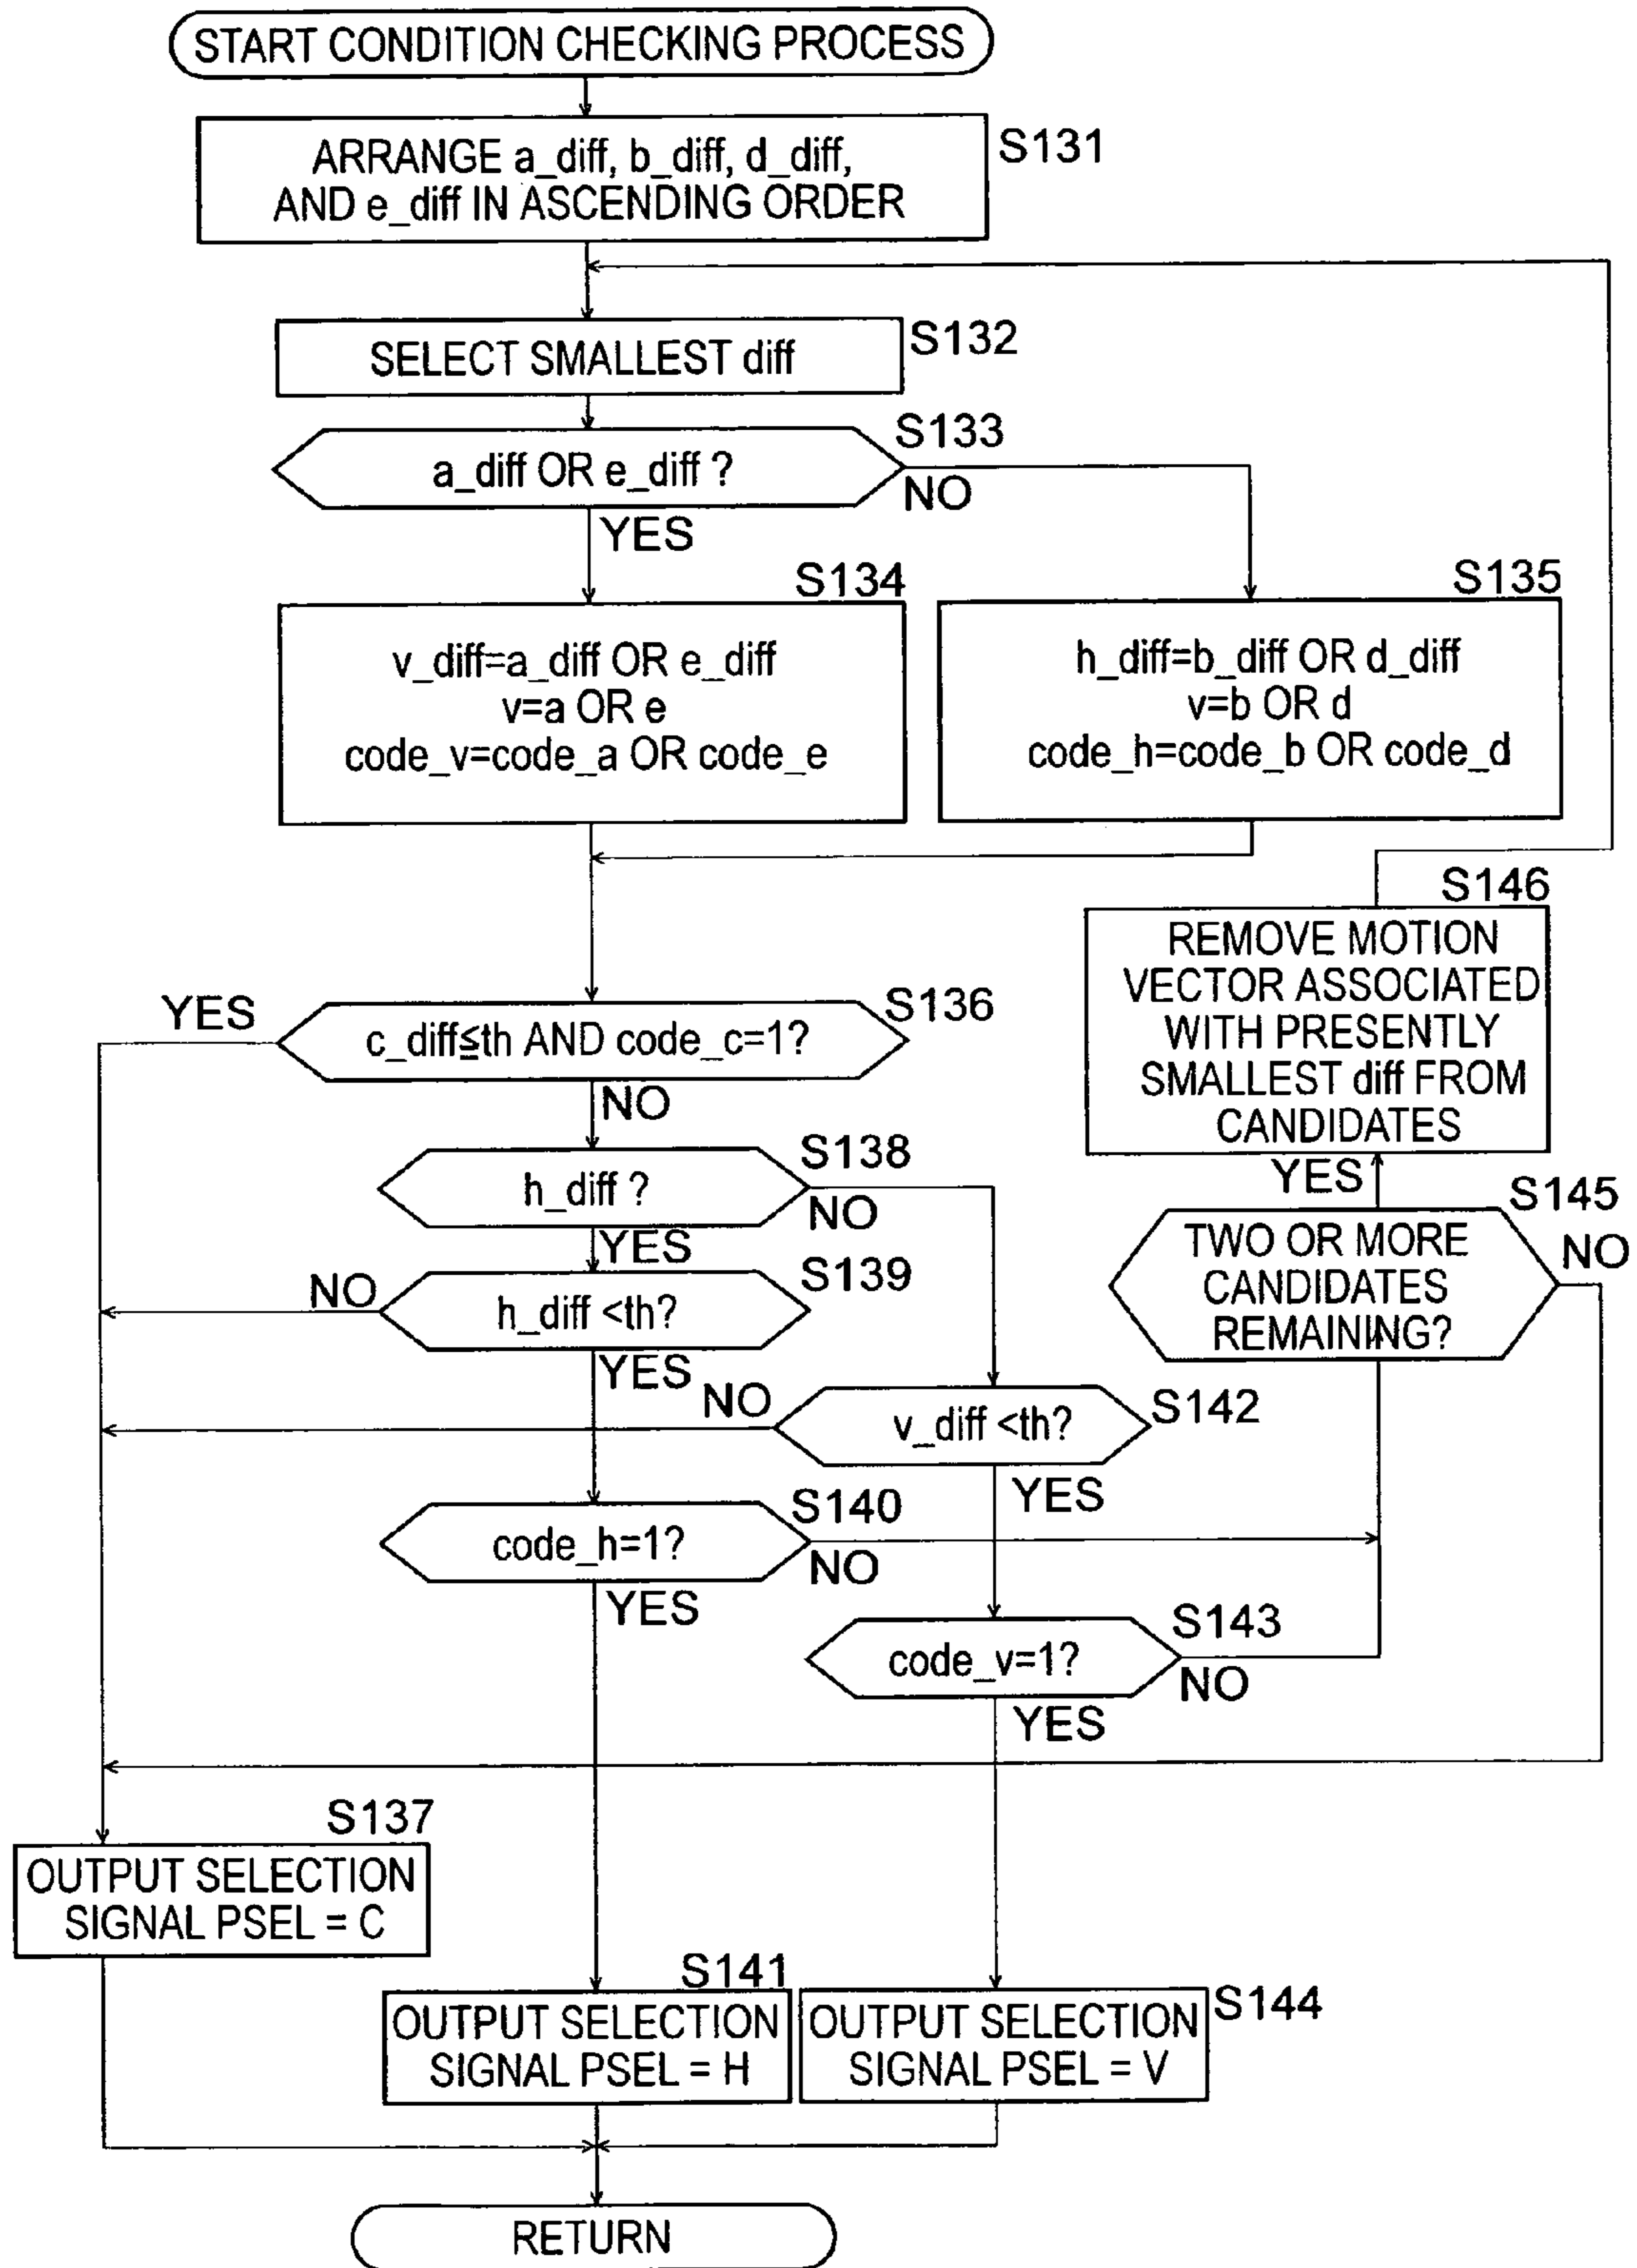 START CONDITION CHECKING PROCESS
S131
ARRANGE a_diff, b_diff, d_diff,
AND e_diff IN ASCENDING ORDER
S132
SELECT SMALLEST diff
S133
a_diff OR e_diff ?
NO
YES
S134
v_diff=a_diff OR e_diff
v=a OR e
code_v=code_a OR code_e
S135
h_diff=b_diff OR d_diff
v=b OR d
code_h=code_b OR code_d
S146
REMOVE MOTION
VECTOR ASSOCIATED
WITH PRESENTLY
SMALLEST diff FROM
CANDIDATES
YES
S136
c_diff≦th AND code_c=1?
YES
NO
S138
h_diff ?
NO
YES
S145
TWO OR MORE
CANDIDATES
REMAINING?
NO
S139
h_diff <th?
NO
YES
S142
v_diff <th?
NO
YES
S140
code_h=1?
NO
YES
S143
code_v=1?
NO
YES
S137
OUTPUT SELECTION
SIGNAL PSEL = C
S141
OUTPUT SELECTION
SIGNAL PSEL = H
S144
OUTPUT SELECTION
SIGNAL PSEL = V
RETURN